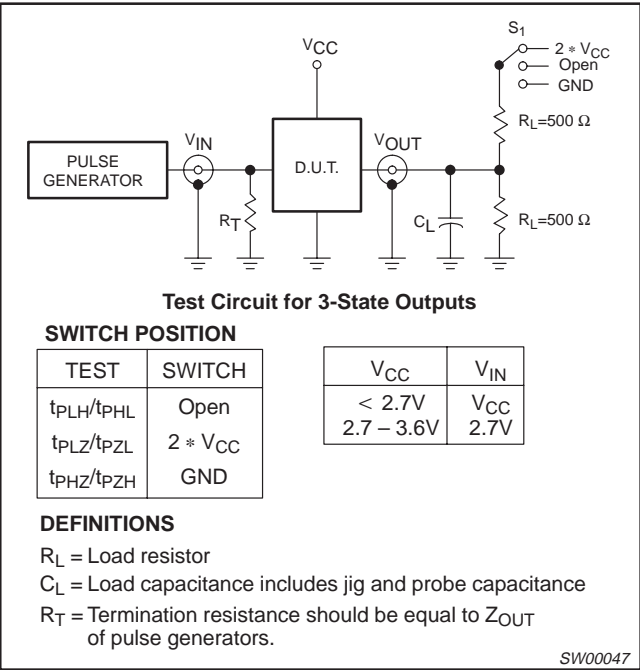 S1
VCC
2 * VCC
Open
GND
RL=500 Ω
VIN
VOUT
PULSE
GENERATOR
D.U.T.
RT
CL
RL=500 Ω
Test Circuit for 3-State Outputs
SWITCH POSITION
TEST SWITCH
tPLH/tPHL Open
tPLZ/tPZL 2 * VCC
tPHZ/tPZH GND
VCC VIN
< 2.7V VCC
2.7 – 3.6V 2.7V
DEFINITIONS
RL = Load resistor
CL = Load capacitance includes jig and probe capacitance
RT = Termination resistance should be equal to ZOUT
of pulse generators.
SW00047